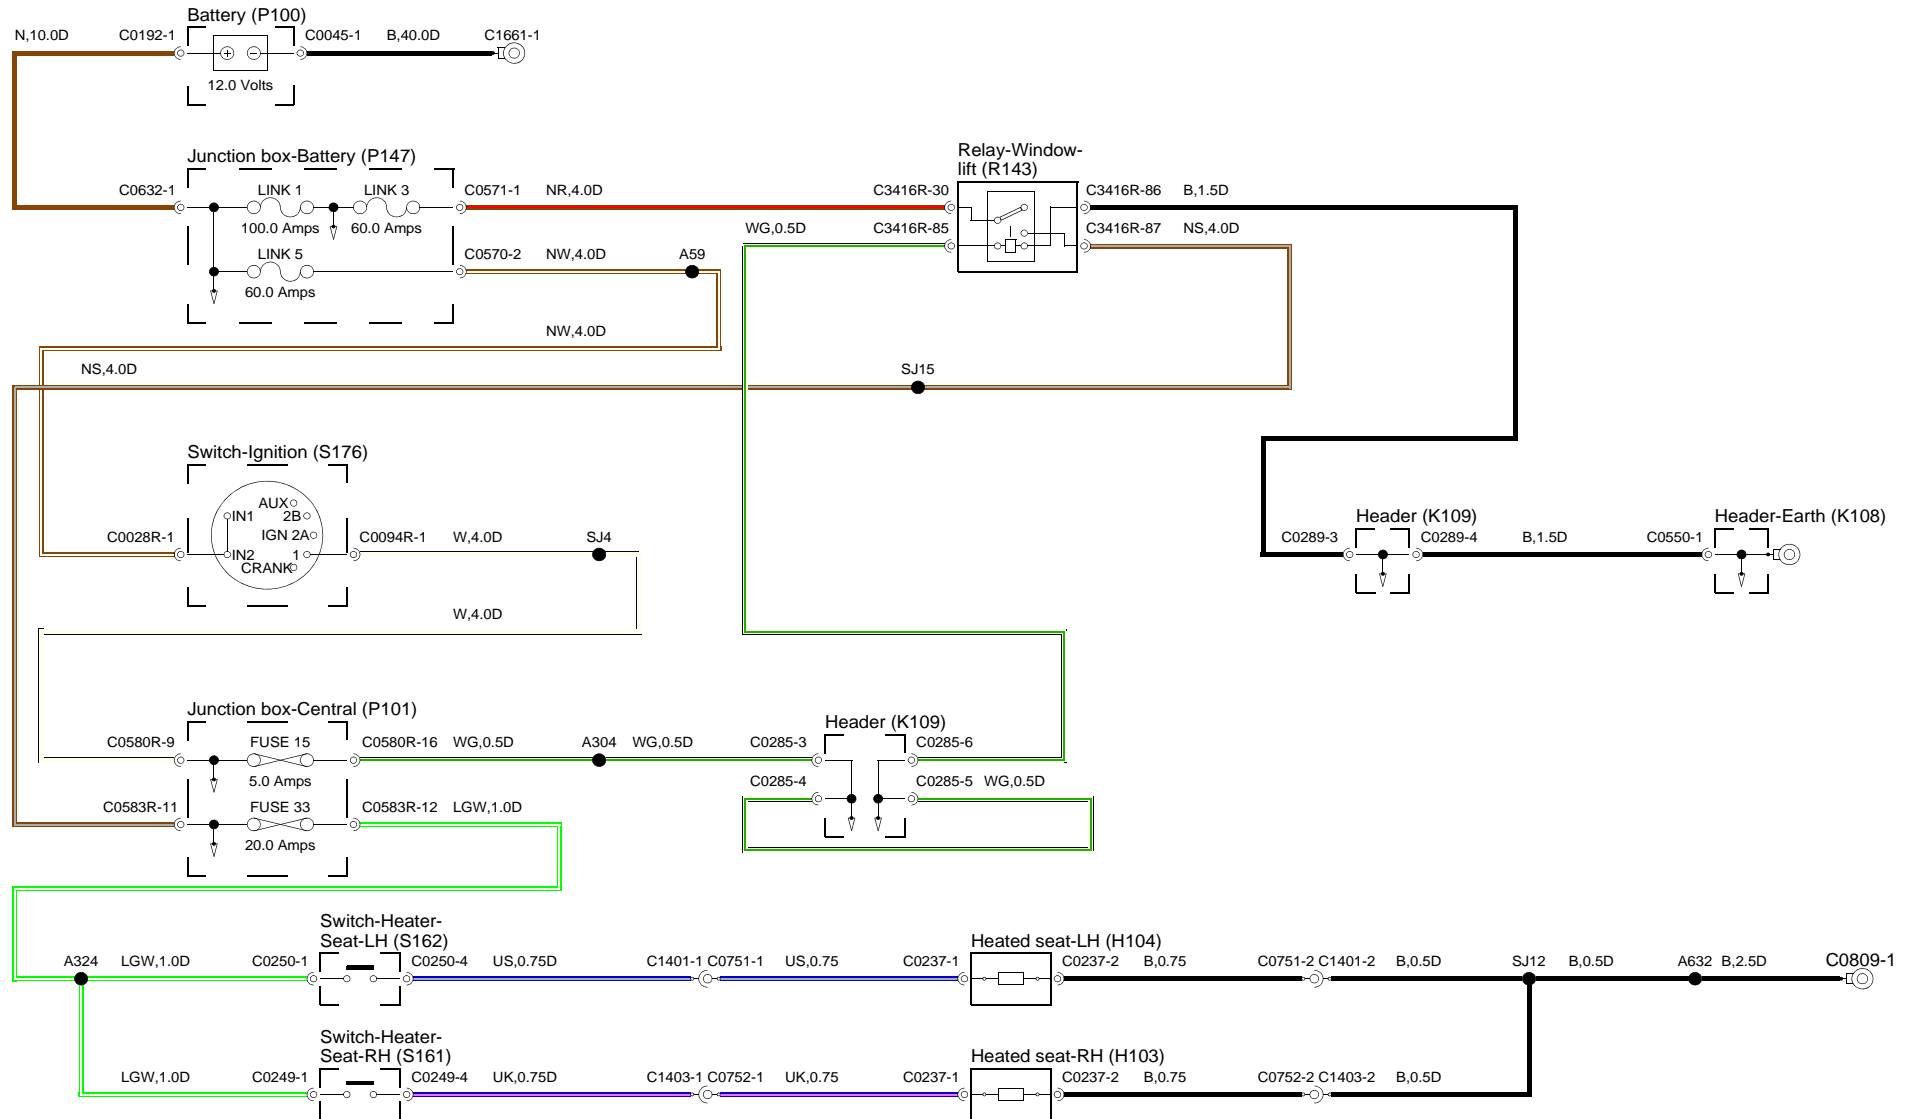 Battery (P100)
N,10.0D
C0192-1
C0045-1
B,40.0D
C1661-1
12.0 Volts
Junction box-Battery (P147)
Relay-Window-
lift (R143)
C0632-1
LINK 1
LINK 3
C0571-1
NR,4.0D
C3416R-30
C3416R-86
B,1.5D
100.0 Amps
60.0 Amps
WG,0.5D
C3416R-85
C3416R-87
NS,4.0D
LINK 5
C0570-2
NW,4.0D
A59
60.0 Amps
NW,4.0D
NS,4.0D
SJ15
Switch-Ignition (S176)
AUX
IN1
2B
IGN 2A
C0028R-1
IN2
1
CRANK
C0094R-1
W,4.0D
SJ4
Header (K109)
Header-Earth (K108)
C0289-3
C0289-4
B,1.5D
C0550-1
W,4.0D
Junction box-Central (P101)
Header (K109)
C0580R-9
FUSE 15
C0580R-16
WG,0.5D
A304
WG,0.5D
C0285-3
C0285-6
5.0 Amps
C0285-4
C0285-5
WG,0.5D
C0583R-11
FUSE 33
C0583R-12
LGW,1.0D
20.0 Amps
Switch-Heater-
Seat-LH (S162)
Heated seat-LH (H104)
A324
LGW,1.0D
C0250-1
C0250-4
US,0.75D
C1401-1
C0751-1
US,0.75
C0237-1
C0237-2
B,0.75
C0751-2
C1401-2
B,0.5D
SJ12
B,0.5D
A632
B,2.5D
C0809-1
Switch-Heater-
Seat-RH (S161)
Heated seat-RH (H103)
LGW,1.0D
C0249-1
C0249-4
UK,0.75D
C1403-1
C0752-1
UK,0.75
C0237-1
C0237-2
B,0.75
C0752-2
C1403-2
B,0.5D